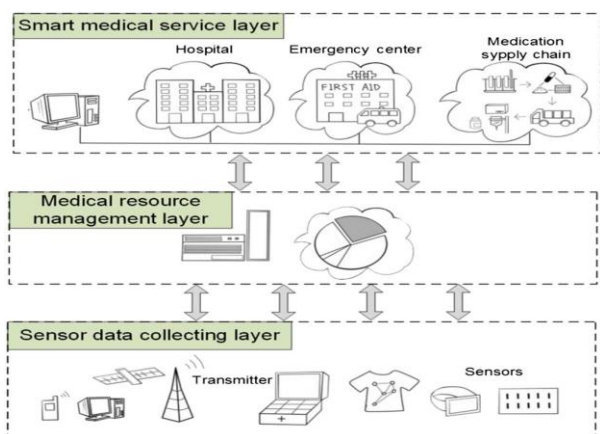 Smart medical service layer
Hospital
Emergency center
Medication
sypply chain
FIRST AID
Medical resource
management layer
Sensor data collecting layer
Transmitter
Sensors